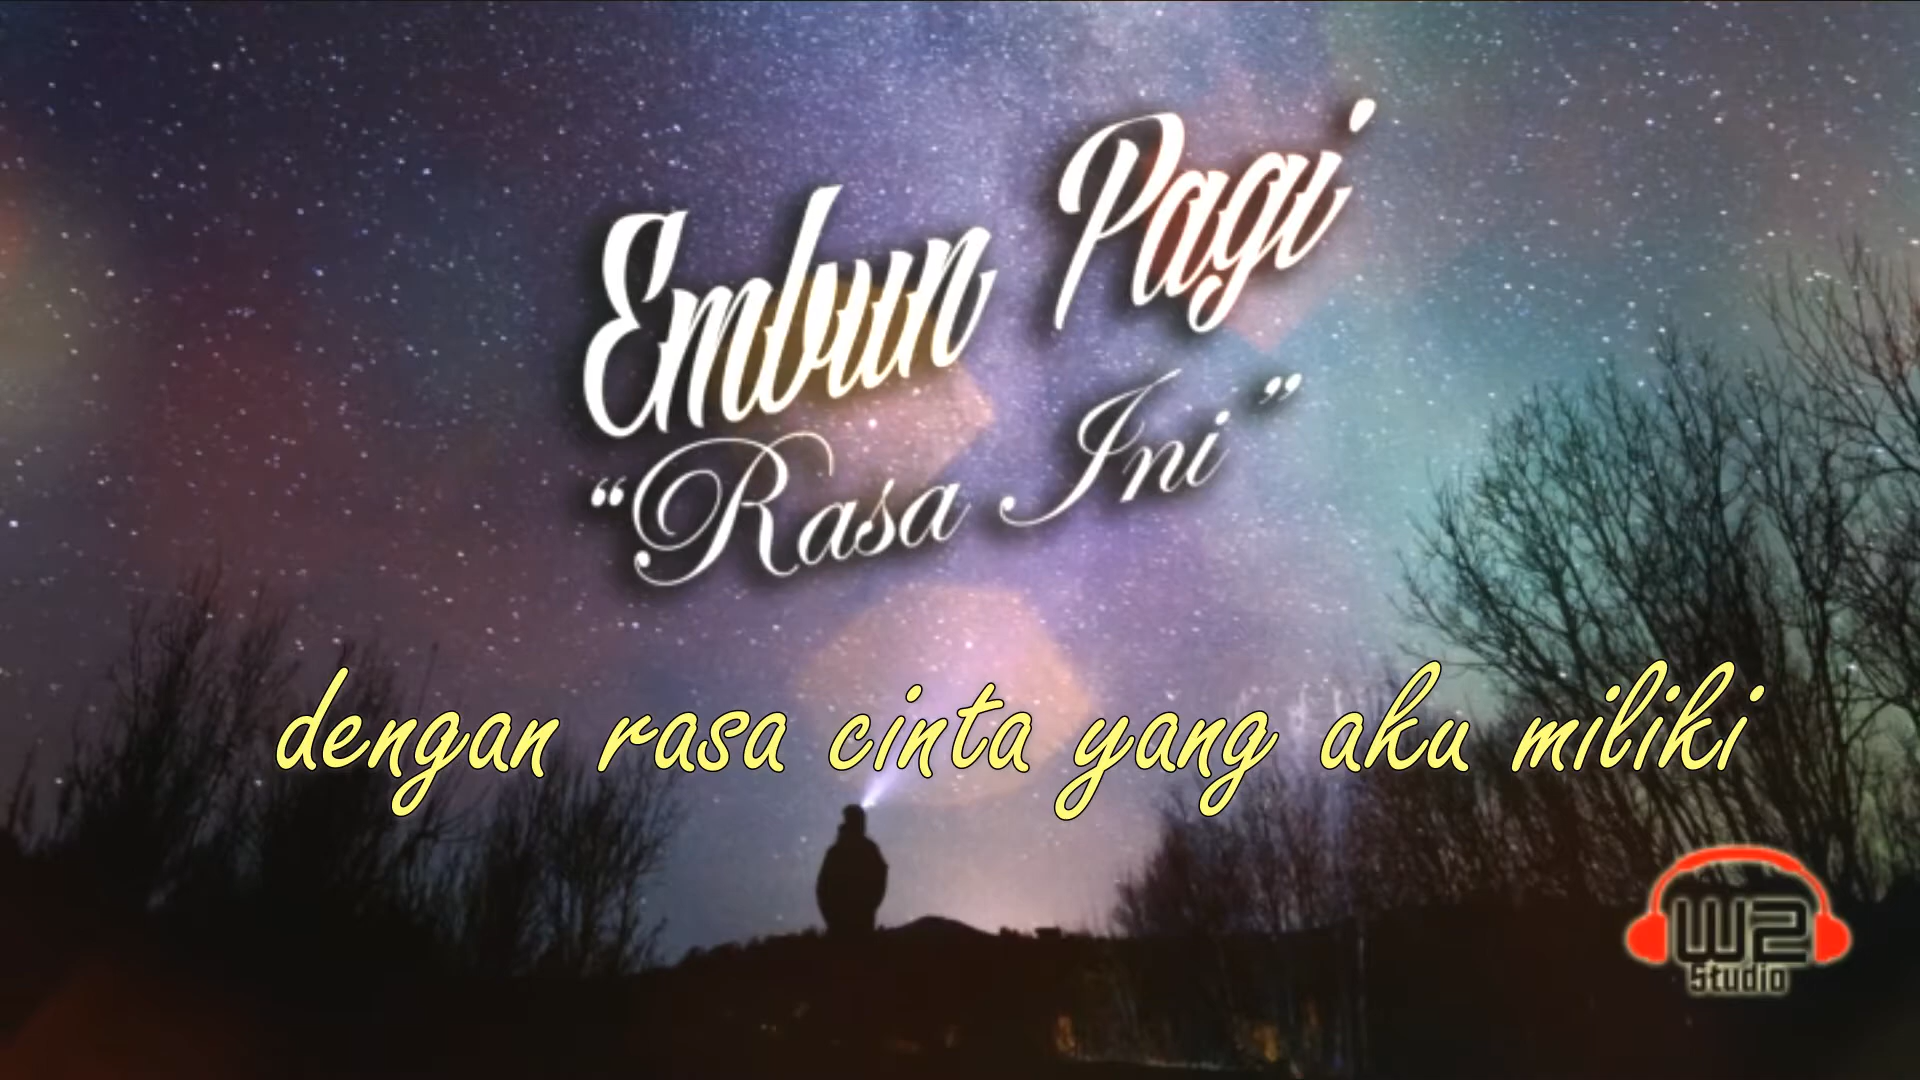 Embun Pagi
“Rasa Ini”
dengan rasa cinta yang aku miliki
W2
Studio